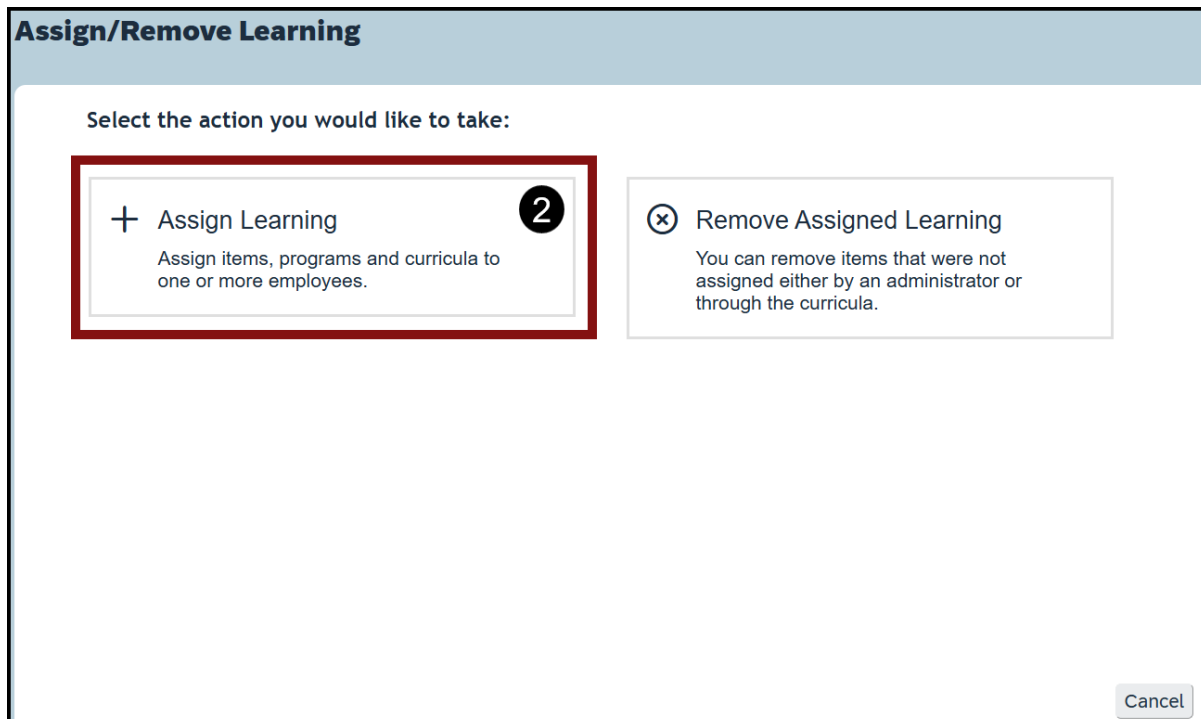 Assign/Remove Learning
Select the action you would like to take:
Assign Learning
2
Assign items, programs and curricula to
one or more employees.
Remove Assigned Learning
You can remove items that were not
assigned either by an administrator or
through the curricula.
Cancel